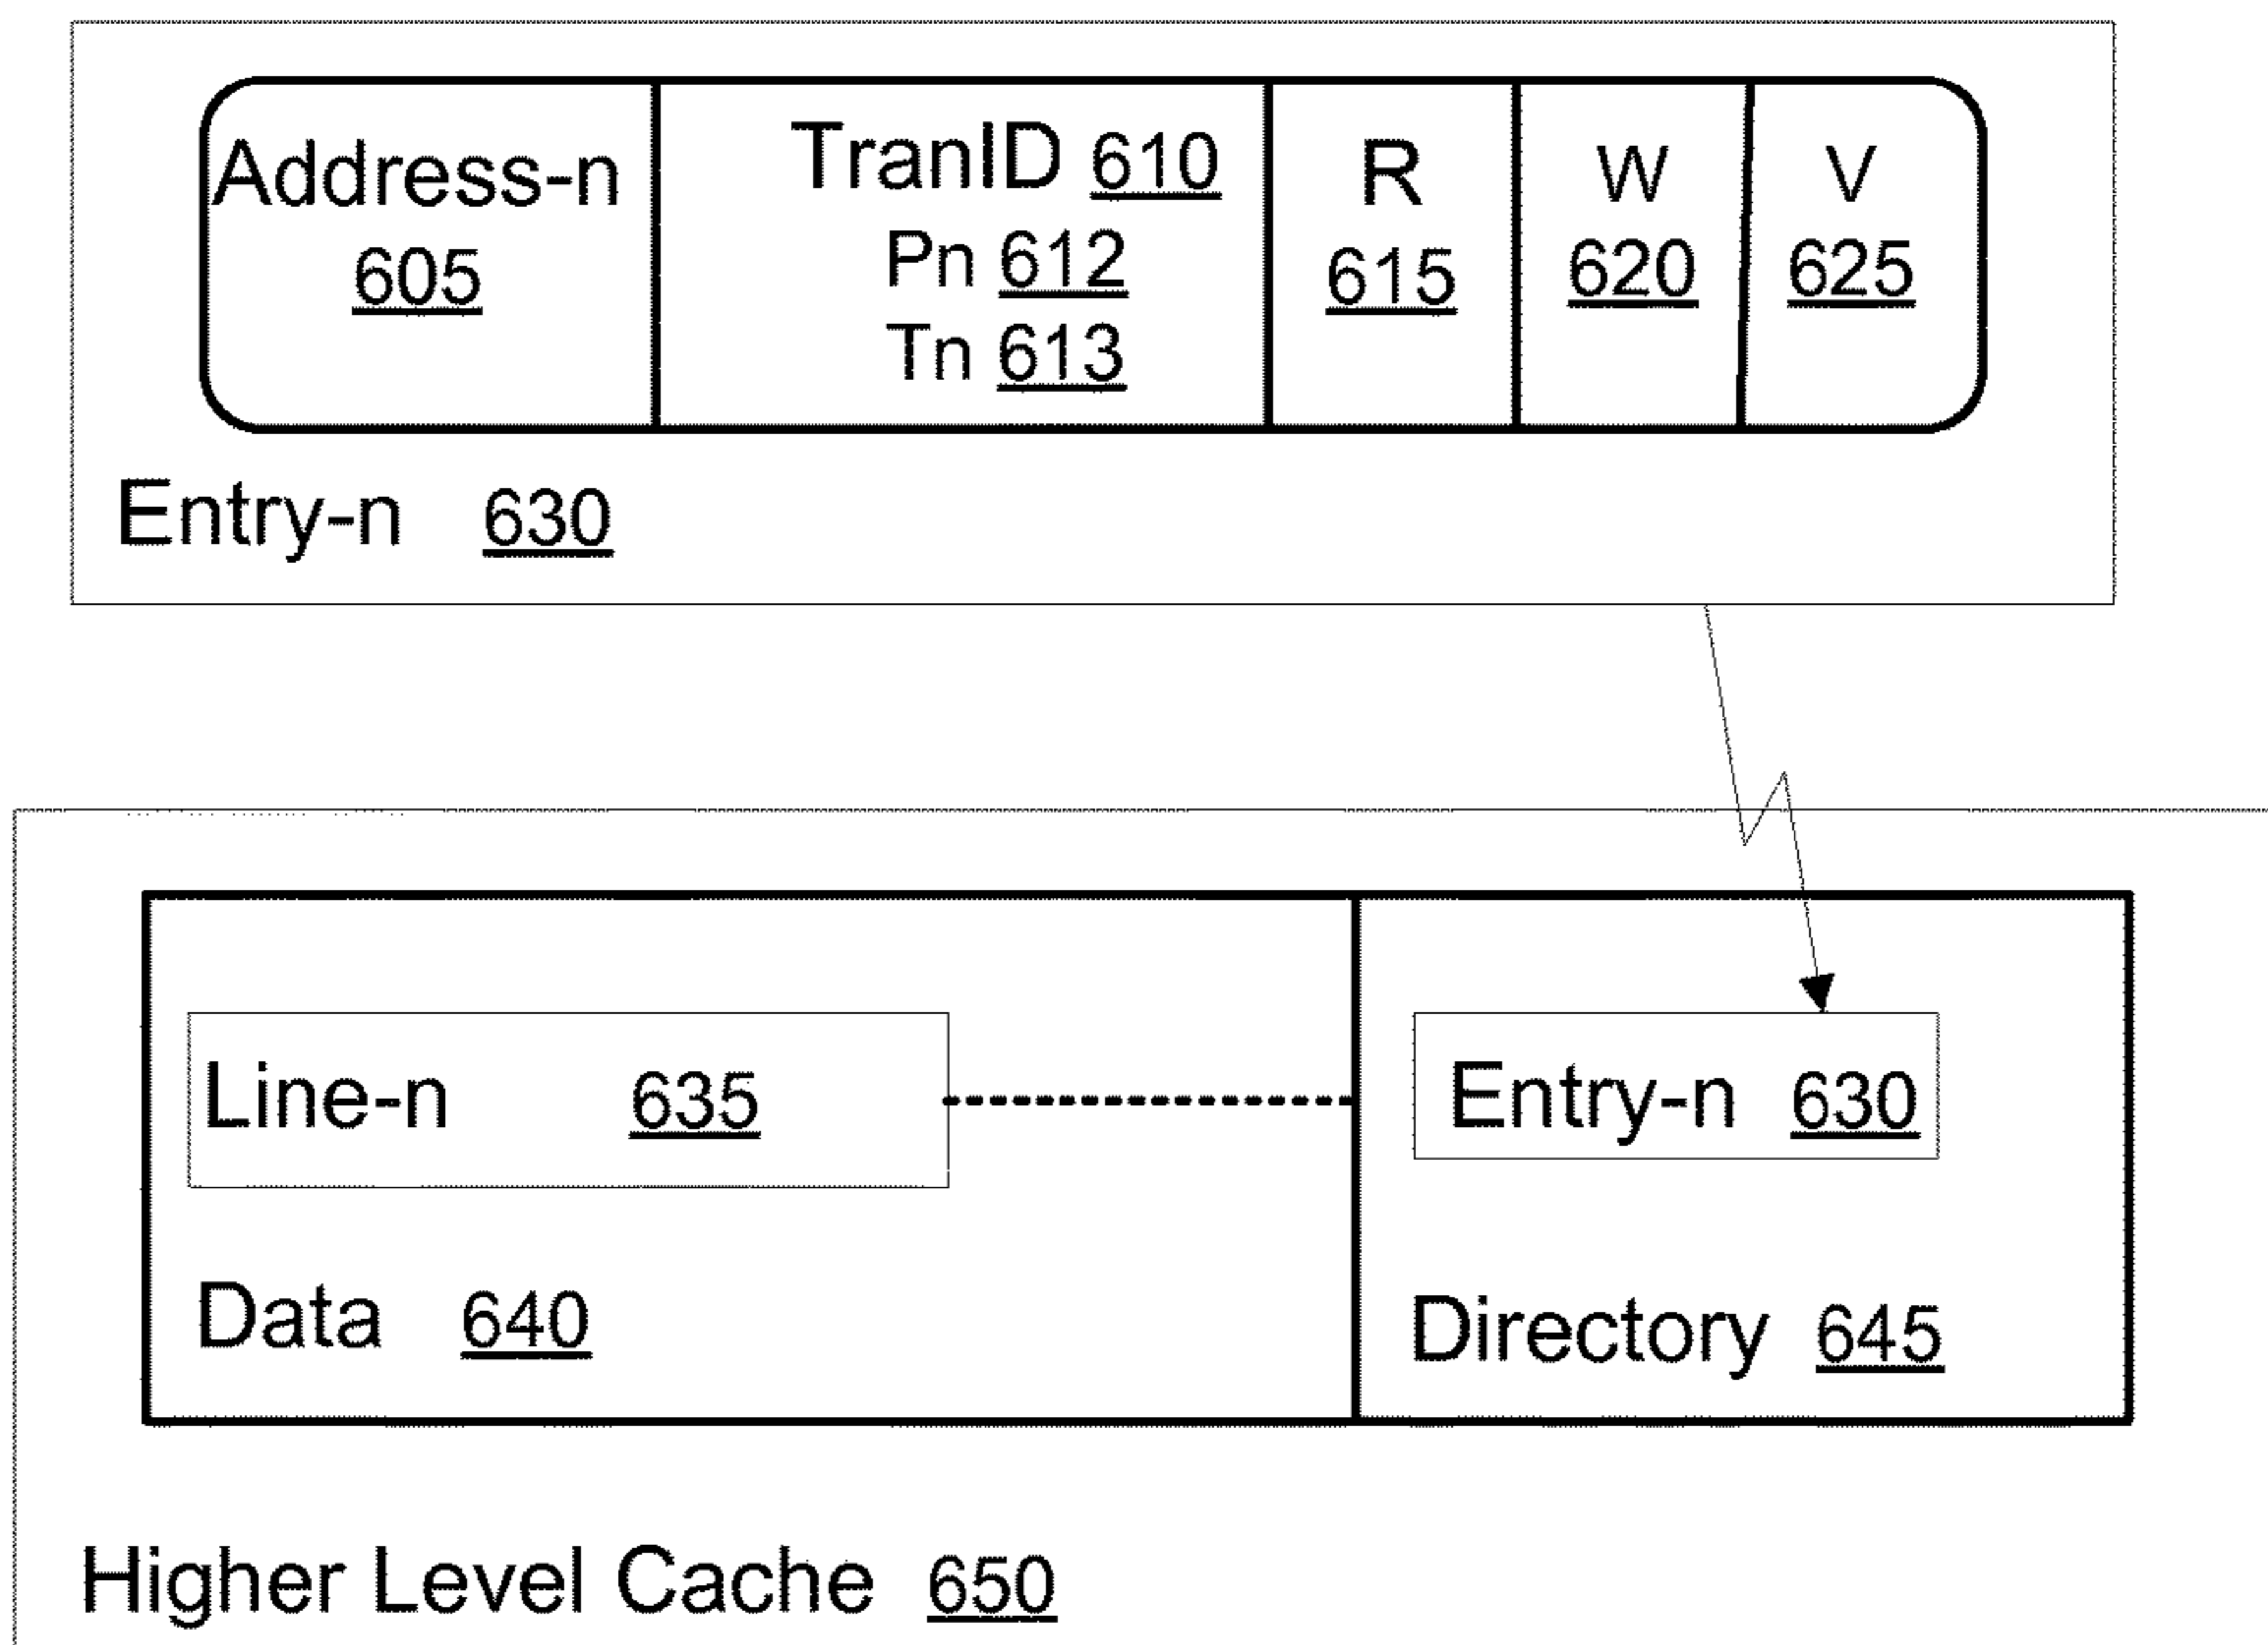 Address-n
605
TranID 610
Pn 612
Tn 613
R
615
W
620
V
625
Entry-n 630
Line-n 635
Entry-n 630
Data 640
Directory 645
Higher Level Cache 650